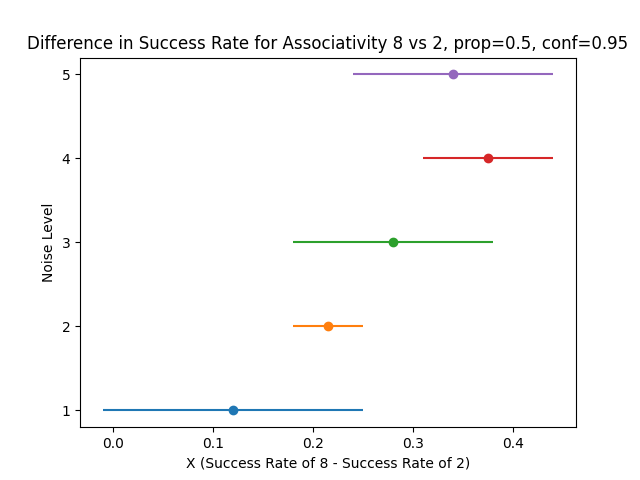 Difference in Success Rate for Associativity 8 vs 2, prop=0.5, conf=0.95
5
4
3
2
1
Noise Level
0.0 0.1 0.2 0.3 0.4
X (Success Rate of 8 - Success Rate of 2)